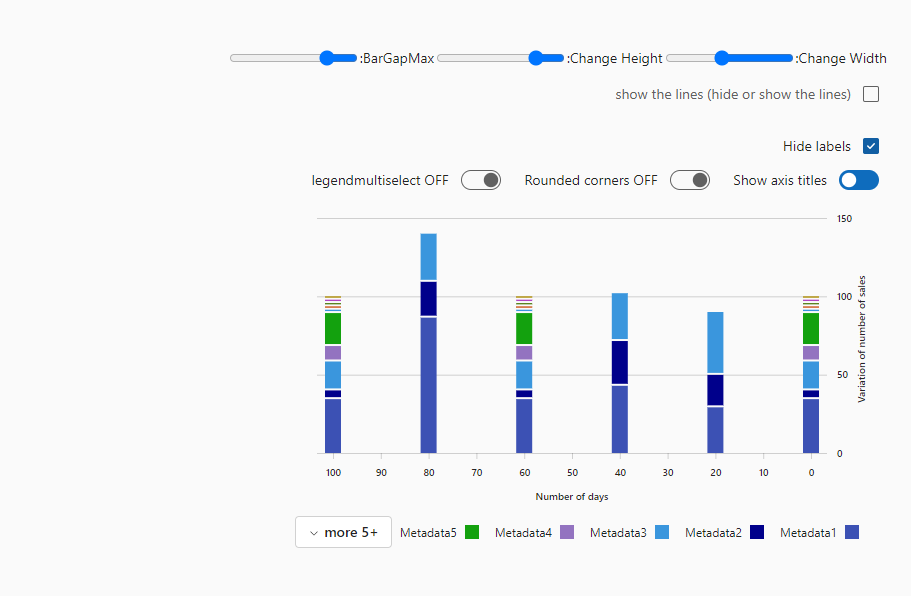 :BarGapMax :Change Height :Change Width
show the lines (hide or show the lines)
Hide labels
legendmultiselect OFF Rounded corners OFF Show axis titles
150
100
50
0
Variation of number of sales
100 90 80 70 60 50 40 30 20 10 0
Number of days
more 5+ Metadata5 Metadata4 Metadata3 Metadata2 Metadata1